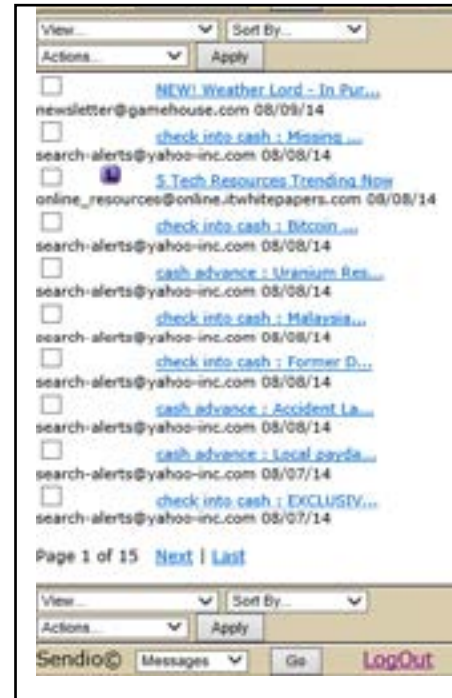 View... Sort By...
Actions... Apply
NEW! Weather Lord - In Pur...
newsletter@gamehouse.com 08/09/14
check into cash : Missing ...
search-alerts@yahoo-inc.com 08/08/14
5 Tech Resources Trending Now
online_resources@online.itwhitepapers.com 08/08/14
check into cash : Bitcoin ...
search-alerts@yahoo-inc.com 08/08/14
cash advance : Uranium Res...
search-alerts@yahoo-inc.com 08/08/14
check into cash : Malaysia...
search-alerts@yahoo-inc.com 08/08/14
check into cash : Former D...
search-alerts@yahoo-inc.com 08/08/14
cash advance : Accident La...
search-alerts@yahoo-inc.com 08/08/14
cash advance : Local payda...
search-alerts@yahoo-inc.com 08/07/14
check into cash : EXCLUSIV...
search-alerts@yahoo-inc.com 08/07/14
Page 1 of 15 Next | Last
View... Sort By...
Actions... Apply
Sendio© Messages Go LogOut